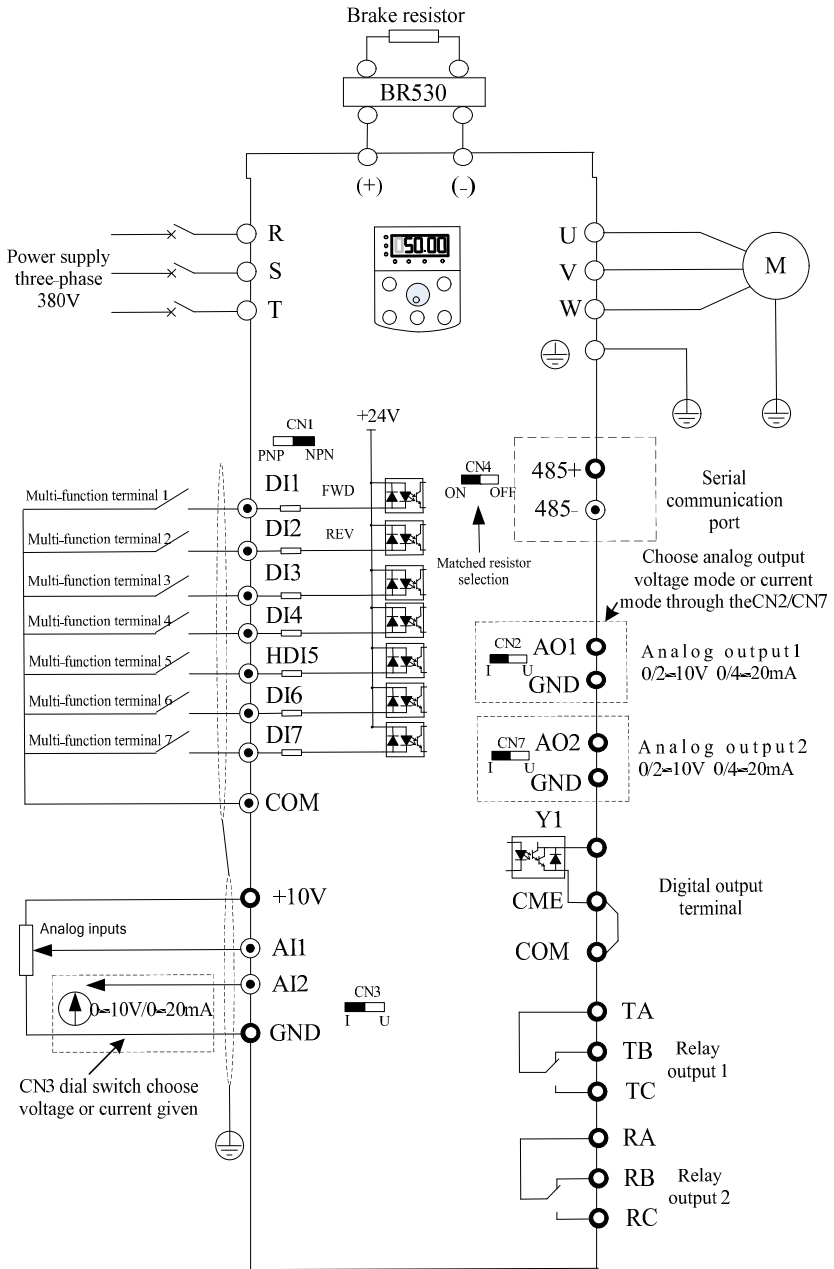 Brake resistor
BR530
(+)
(-)
Power supply
three-phase
380V
R
S
T
50.00
U
V
W
M
CN1
PNP
NPN
+24V
Multi-function terminal 1
DI1
FWD
Multi-function terminal 2
DI2
REV
Multi-function terminal 3
DI3
Multi-function terminal 4
DI4
Multi-function terminal 5
HDI5
Multi-function terminal 6
DI6
Multi-function terminal 7
DI7
COM
CN4
ON
OFF
Matched resistor
selection
485+
485-
Serial
communication
port
Choose analog output
voltage mode or current
mode through theCN2/CN7
CN2
I
U
AO1
GND
Analog output1
0/2~10V 0/4~20mA
CN7
I
U
AO2
GND
Analog output2
0/2~10V 0/4~20mA
Y1
CME
COM
Digital output
terminal
+10V
Analog inputs
AI1
AI2
0~10V/0~20mA
GND
CN3
I
U
CN3 dial switch choose
voltage or current given
TA
TB
TC
Relay
output 1
RA
RB
RC
Relay
output 2